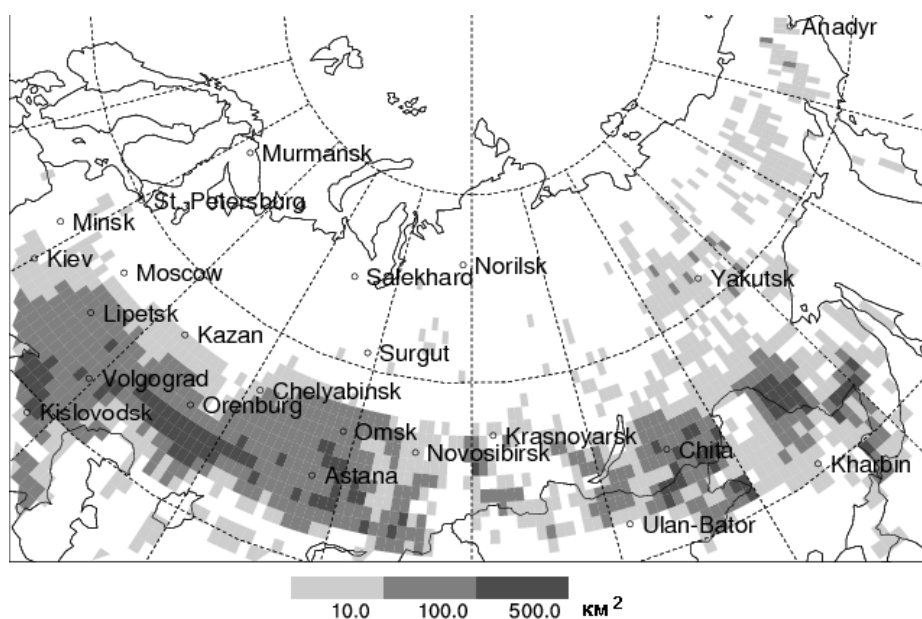 Anadyr
Murmansk
St.-Petersburg
Minsk
Kiev
Moscow
Salekhard
Norilsk
Yakutsk
Lipetsk
Kazan
Surgut
Volgograd
Chelyabinsk
Kislovodsk
Orenburg
Omsk
Krasnoyarsk
Novosibirsk
Chita
Astana
Kharbin
Ulan-Bator
10.0 100.0 500.0 км²